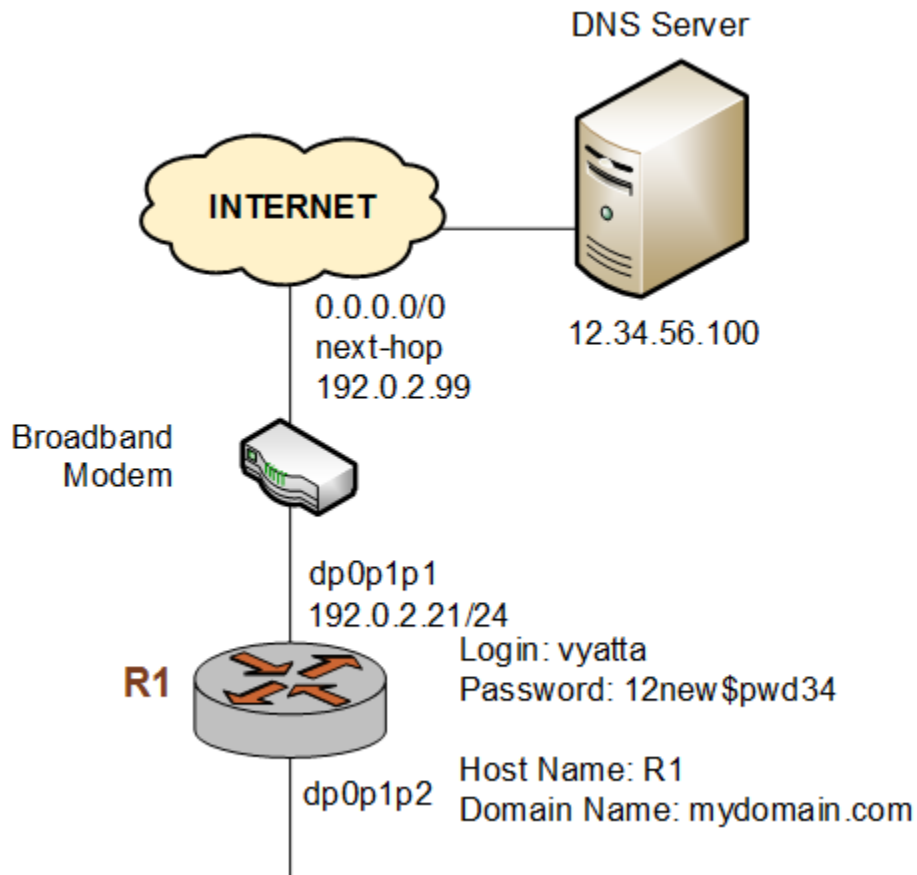 DNS Server
INTERNET
12.34.56.100
0.0.0.0/0
next-hop
192.0.2.99
Broadband
Modem
dp0p1p1
192.0.2.21/24
R1
Login: vyatta
Password: 12new$pwd34
dp0p1p2
Host Name: R1
Domain Name: mydomain.com